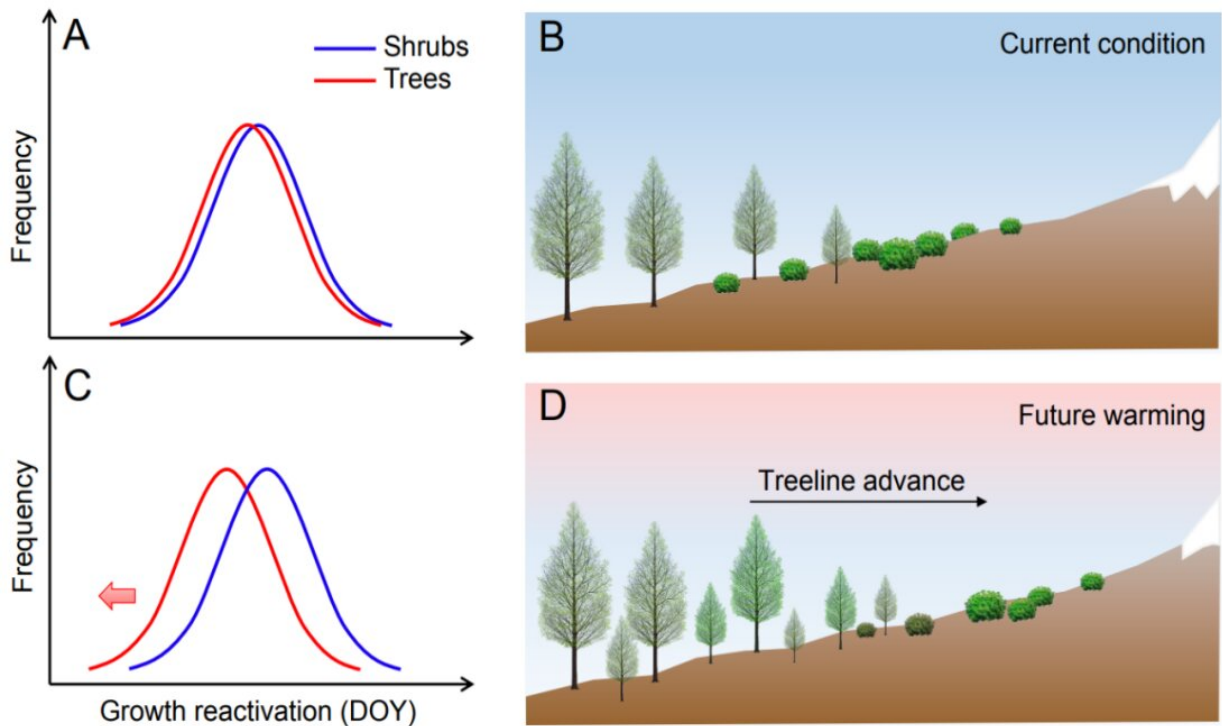 A
Shrubs
Trees
Frequency
B
Current condition
C
Frequency
Growth reactivation (DOY)
D
Future warming
Treeline advance